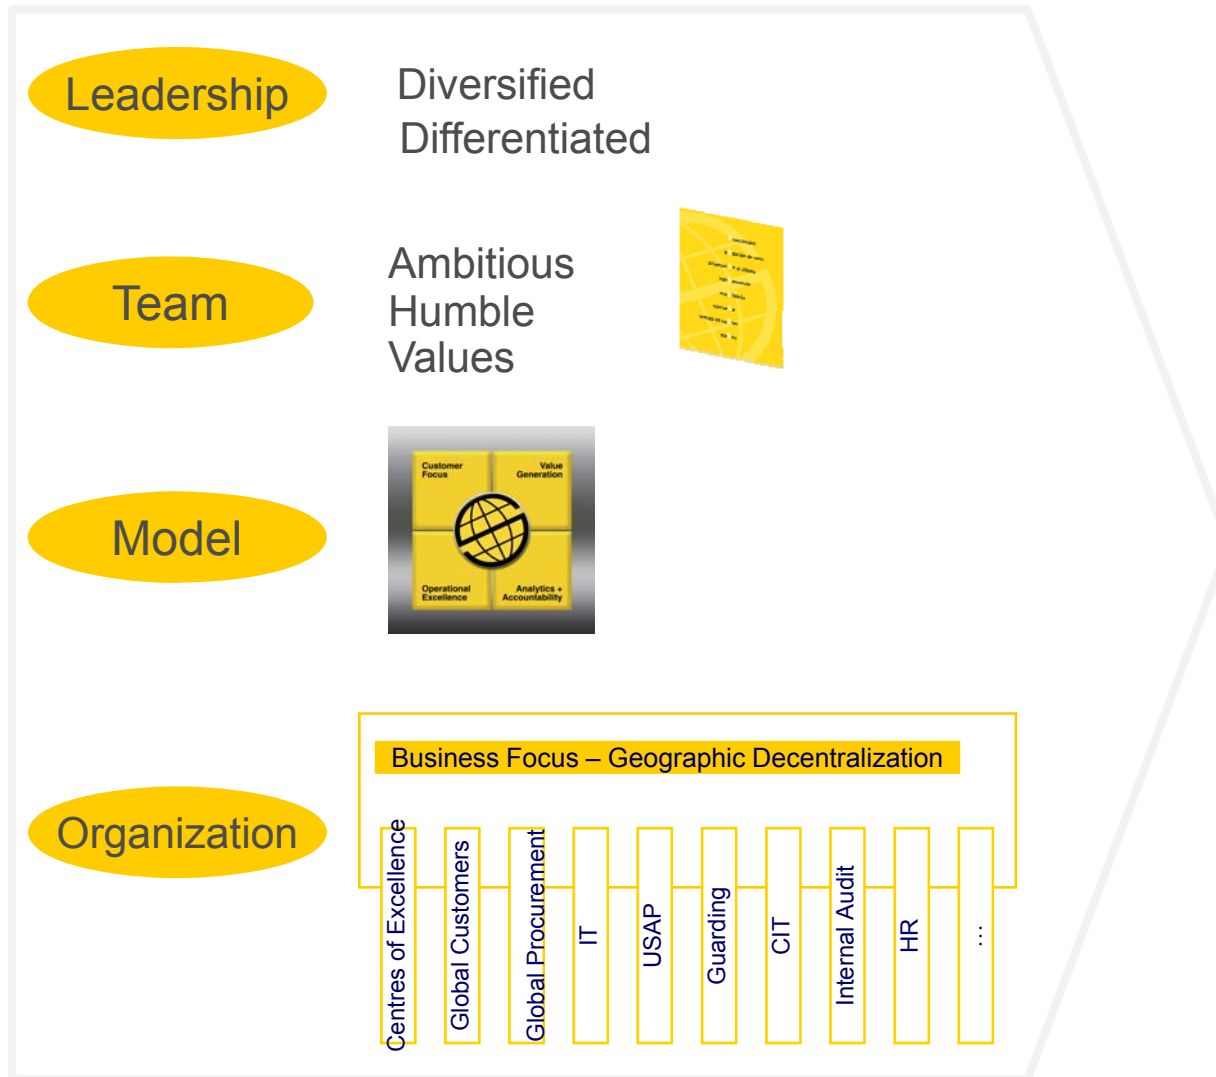 Leadership
Diversified
Differentiated
Team
Ambitious
Humble
Values
Model
Customer
Focus
Value
Generation
Operational
Excellence
Analytics +
Accountability
Organization
Business Focus – Geographic Decentralization
Centres of Excellence
Global Customers
Global Procurement
IT
USAP
Guarding
CIT
Internal Audit
HR
…